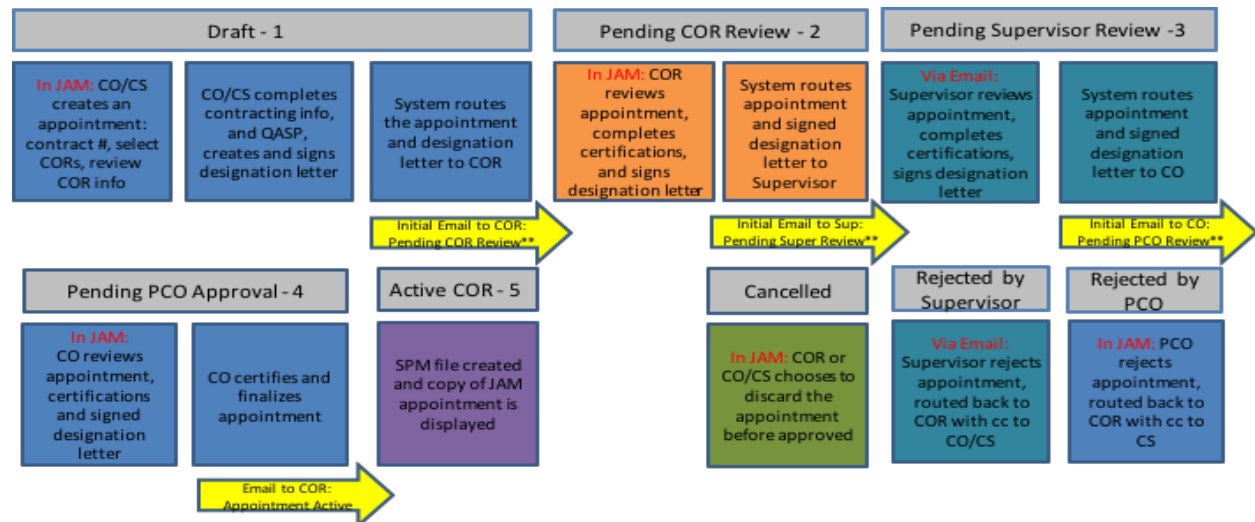 Draft - 1
In JAM: CO/CS
creates an
appointment:
contract #, select
CORs, review
COR info
CO/CS completes
contracting info,
and QASP,
creates and signs
designation letter
System routes
the appointment
and designation
letter to COR
Initial Email to COR:
Pending COR Review**
Pending COR Review - 2
In JAM: COR
reviews
appointment,
completes
certifications,
and signs
designation letter
System routes
appointment
and signed
designation
letter to
Supervisor
Initial Email to Sup:
Pending Super Review**
Pending Supervisor Review -3
Via Email:
Supervisor reviews
appointment,
completes
certifications,
signs designation
letter
System routes
appointment
and signed
designation
letter to CO
Initial Email to CO:
Pending PCO Review**
Pending PCO Approval - 4
In JAM:
CO reviews
appointment,
certifications
and signed
designation
letter
CO certifies and
finalizes
appointment
Email to COR:
Appointment Active
Active COR - 5
SPM file created
and copy of JAM
appointment is
displayed
Cancelled
In JAM: COR or
CO/CS chooses to
discard the
appointment
before approved
Rejected by
Supervisor
Via Email:
Supervisor rejects
appointment,
routed back to
COR with cc to
CO/CS
Rejected by
PCO
In JAM: PCO
rejects
appointment,
routed back to
COR with cc to
CS